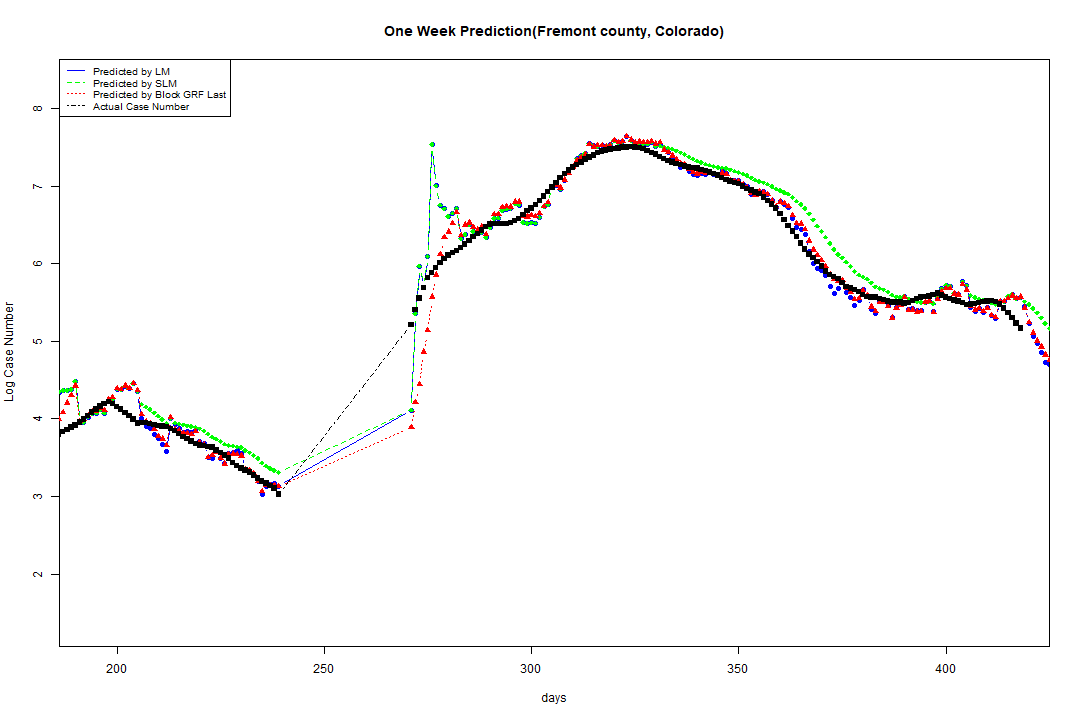 One Week Prediction(Fremont county, Colorado)
Predicted by LM
Predicted by SLM
Predicted by Block GRF Last
Actual Case Number
8
7
6
5
4
3
2
Log Case Number
200 250 300 350 400
days